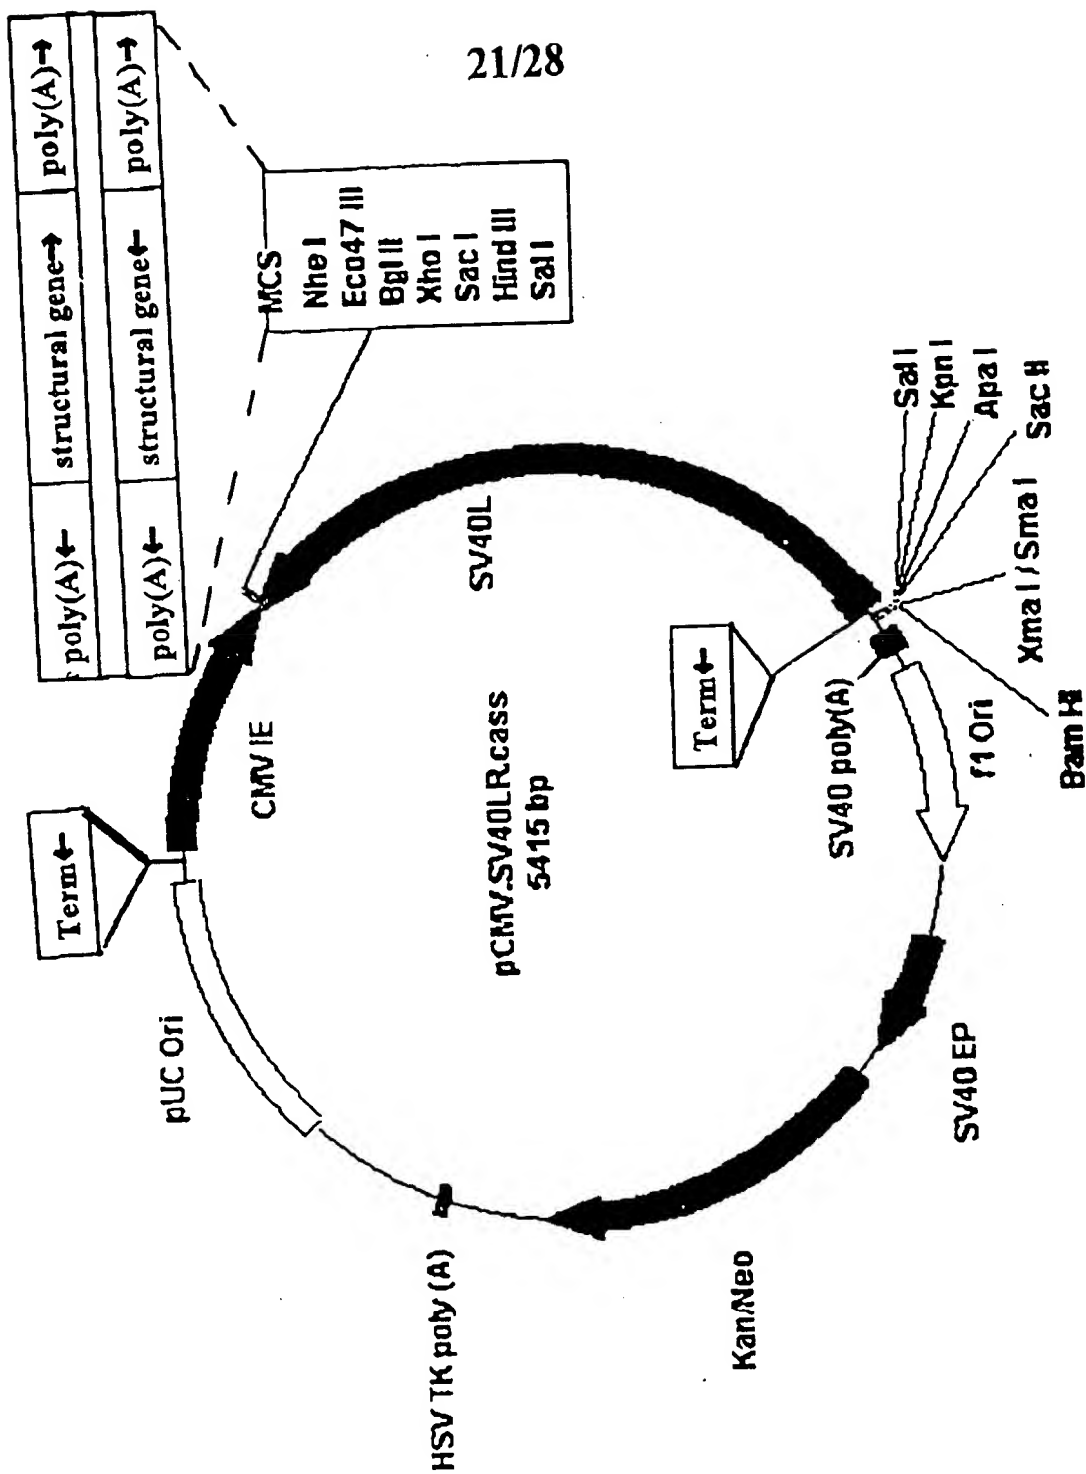 21/28
poly(A)← structural gene→ poly(A)→
poly(A)← structural gene← poly(A)→
MCS
Nhe I
Eco47 III
Bgl II
Xho I
Sac I
Hind III
Sal I
Term←
pUC Ori
CMV IE
SV40L
pCMV.SV40LR.cass
5415 bp
Term←
HSV TK poly (A)
SV40 poly(A)
Sal I
Kpn I
Apa I
Sac II
Xma I / Sma I
Bam HI
f1 Ori
SV40 EP
Kan/Neo